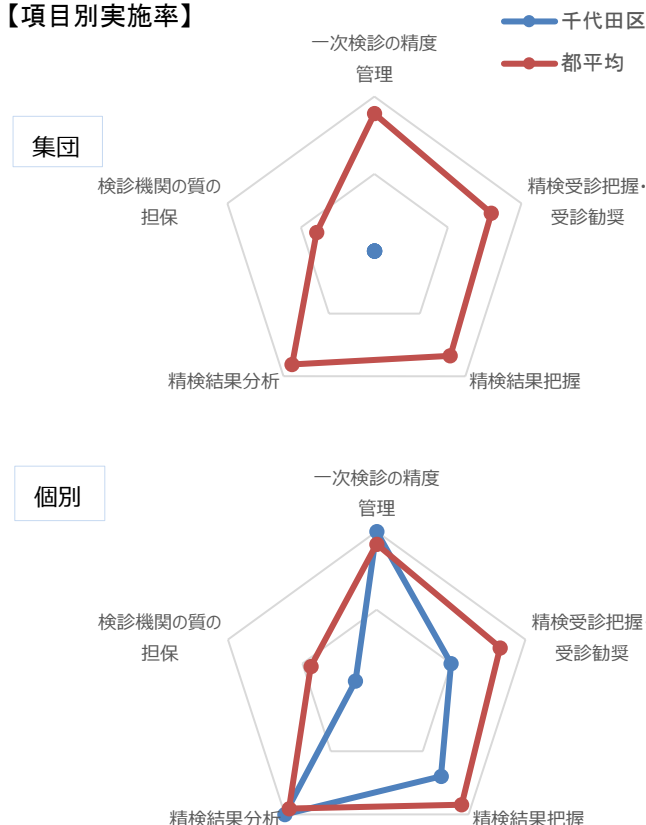 【項目別実施率】
千代田区
都平均
集団
一次検診の精度
管理
精検受診把握・
受診勧奨
精検結果把握
精検結果分析
検診機関の質の
担保
個別
一次検診の精度
管理
精検受診把握
受診勧奨
精検結果把握
精検結果分析
検診機関の質の
担保